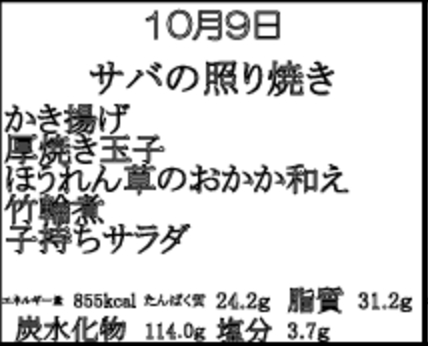 10月9日
サバの照り焼き
かき揚げ
厚焼き玉子
ほうれん草のおかか和え
竹輪煮
子持ちサラダ
エネルギー量 855kcal たんぱく質 24.2g 脂質 31.2g
炭水化物 114.0g 塩分 3.7g